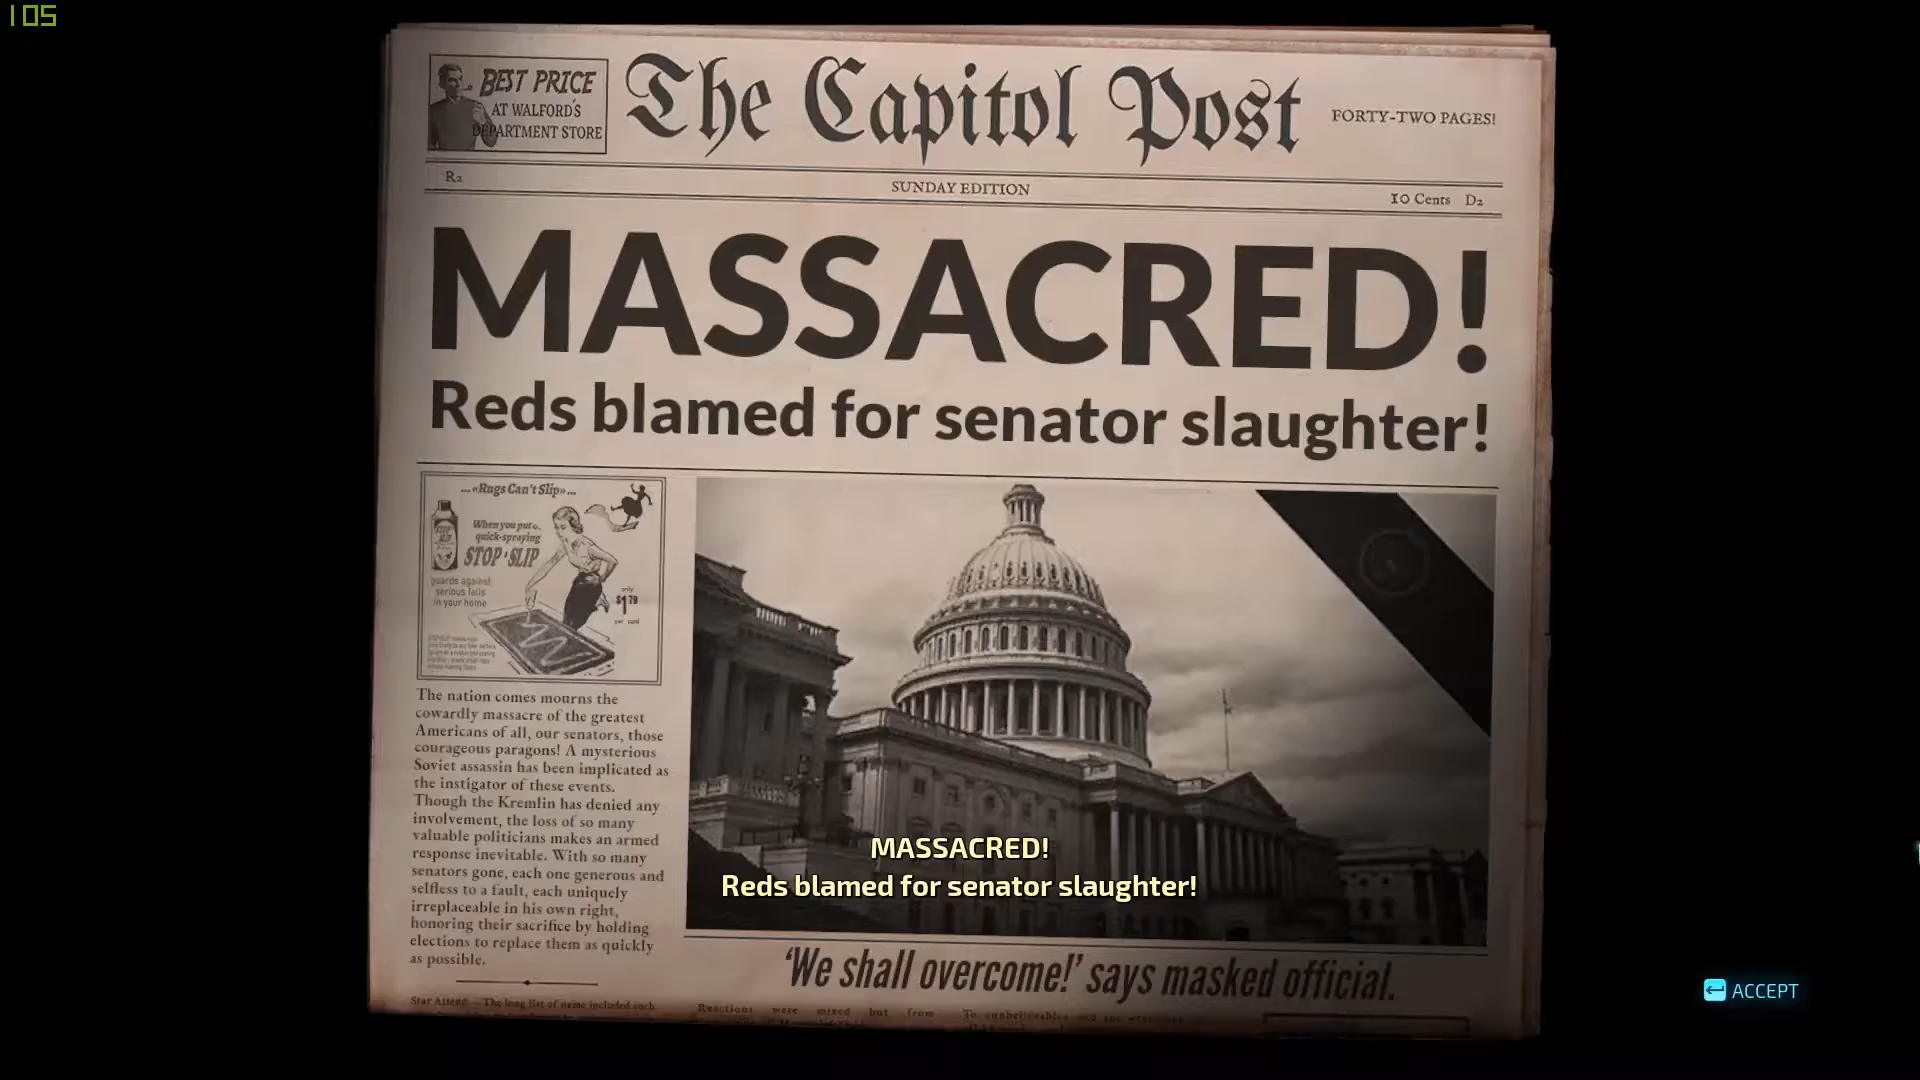 105
BEST PRICE
AT WALFORD'S
DEPARTMENT STORE
The Capitol Post
FORTY-TWO PAGES!
R2
SUNDAY EDITION
10 Cents D2
MASSACRED!
Reds blamed for senator slaughter!
...«Rugs Can't Slip»...
When you put
quick-spraying
STOP·SLIP
guards against
serious falls
in your home
only
$1.79
per can
The nation comes mourns the
cowardly massacre of the greatest
Americans of all, our senators, those
courageous paragons! A mysterious
Soviet assassin has been implicated as
the instigator of these events.
Though the Kremlin has denied any
involvement, the loss of so many
valuable politicians makes an armed
response inevitable. With so many
senators gone, each one generous and
selfless to a fault, each uniquely
irreplaceable in his own right,
honoring their sacrifice by holding
elections to replace them as quickly
as possible.
MASSACRED!
Reds blamed for senator slaughter!
'We shall overcome!' says masked official.
Reactions were mixed but from
ACCEPT